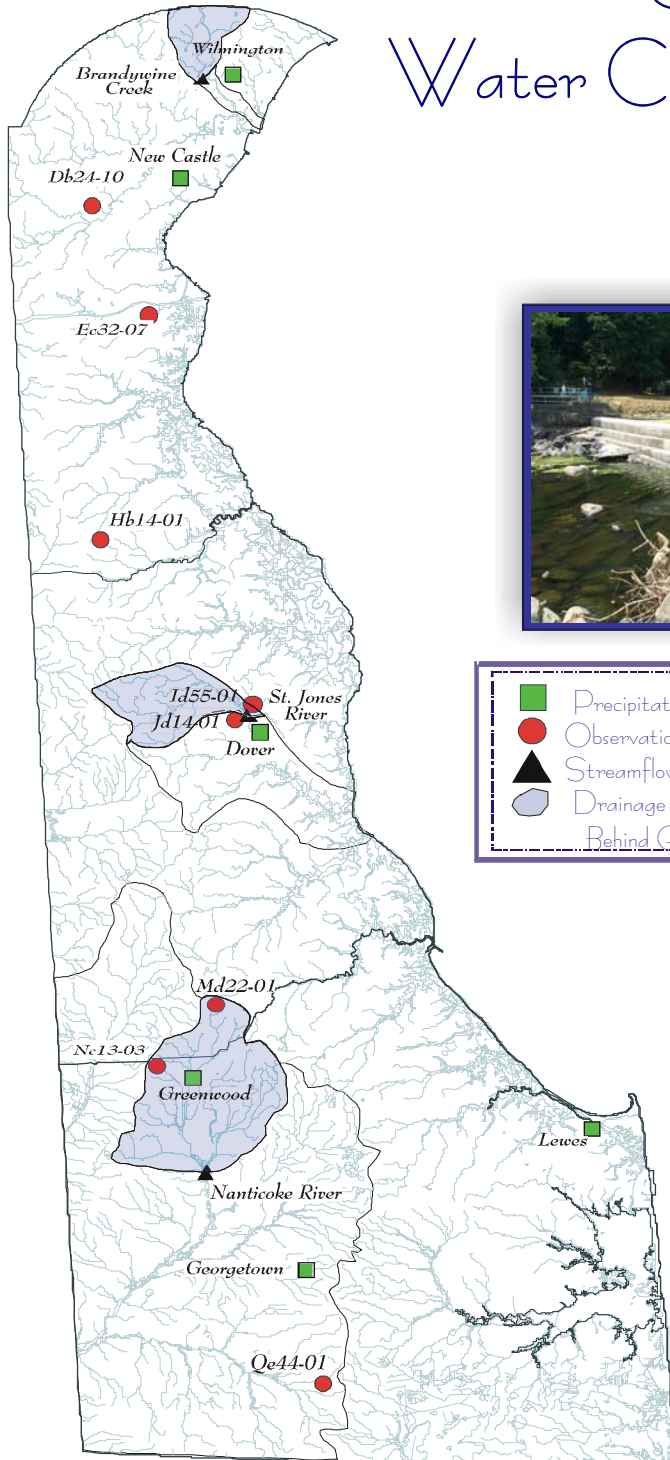 Water C
Wilmington
Brandywine
Creek
New Castle
Db24-10
Ec32-07
Hb14-01
Id55-01
St. Jones
River
Jd14-01
Dover
Precipitat
Observatio
Streamflow
Drainage
Behind G
Md22-01
Nc13-03
Greenwood
Lewes
Nanticoke River
Georgetown
Qe44-01